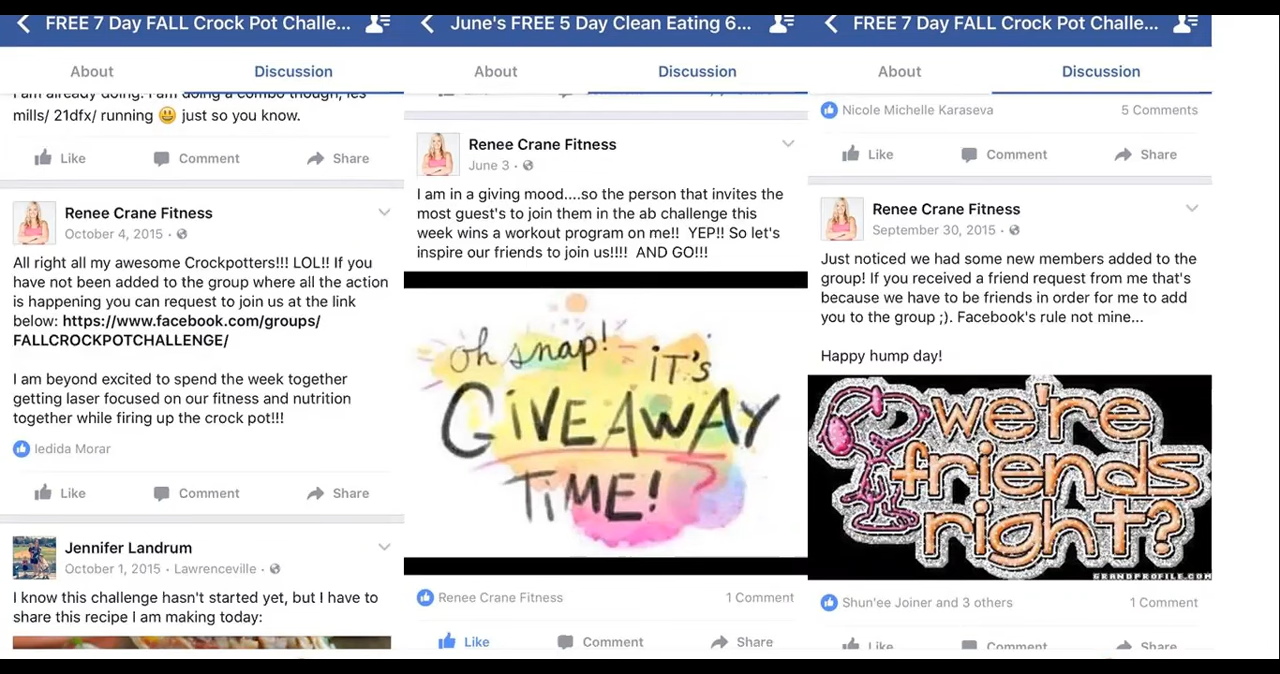 FREE 7 Day FALL Crock Pot Challe...
About
Discussion
mills/ 21dfx/ running 😃 just so you know.
Like
Comment
Share
Renee Crane Fitness
October 4, 2015 ·
All right all my awesome Crockpotters!!! LOL!! If you
have not been added to the group where all the action
is happening you can request to join us at the link
below: https://www.facebook.com/groups/
FALLCROCKPOTCHALLENGE/
I am beyond excited to spend the week together
getting laser focused on our fitness and nutrition
together while firing up the crock pot!!!
Iedida Morar
Like
Comment
Share
Jennifer Landrum
October 1, 2015 · Lawrenceville ·
I know this challenge hasn't started yet, but I have to
share this recipe I am making today:
June's FREE 5 Day Clean Eating 6...
About
Discussion
Renee Crane Fitness
June 3 ·
I am in a giving mood....so the person that invites the
most guest's to join them in the ab challenge this
week wins a workout program on me!! YEP!! So let's
inspire our friends to join us!!!! AND GO!!!
oh snap!
it's
GiVEAWAY
TiME!
Renee Crane Fitness
1 Comment
Like
Comment
Share
FREE 7 Day FALL Crock Pot Challe...
About
Discussion
Nicole Michelle Karaseva
5 Comments
Like
Comment
Share
Renee Crane Fitness
September 30, 2015 ·
Just noticed we had some new members added to the
group! If you received a friend request from me that's
because we have to be friends in order for me to add
you to the group ;). Facebook's rule not mine...
Happy hump day!
we're
friends
right?
GRANDPROFILE.COM
Shun'ee Joiner and 3 others
1 Comment
Like
Comment
Share